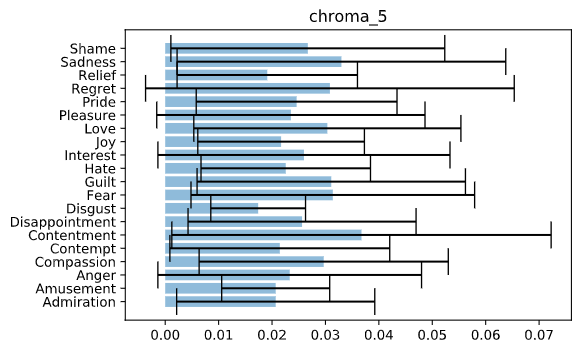 chroma_5
Shame
Sadness
Relief
Regret
Pride
Pleasure
Love
Joy
Interest
Hate
Guilt
Fear
Disgust
Disappointment
Contentment
Contempt
Compassion
Anger
Amusement
Admiration
0.00 0.01 0.02 0.03 0.04 0.05 0.06 0.07